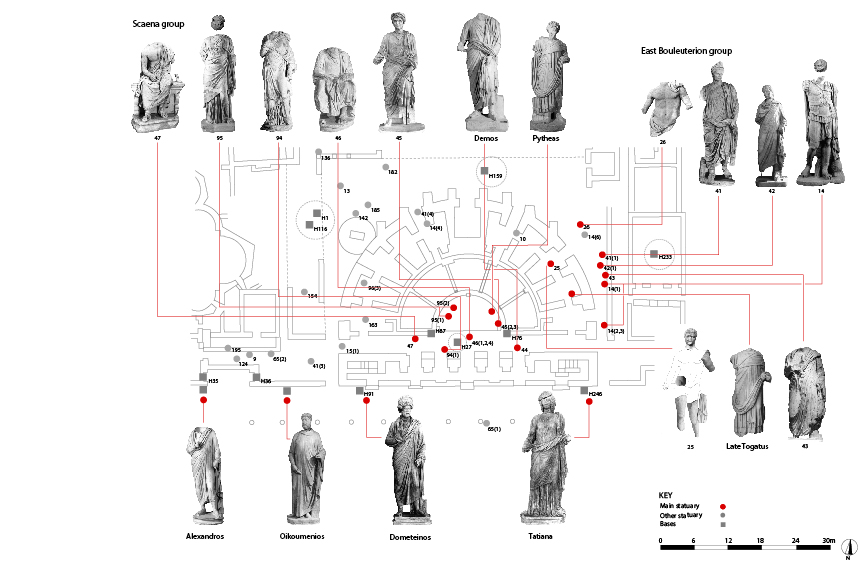 Scaena group
East Bouleuterion group
47
95
94
46
45
Demos
Pytheas
26
41
42
14
136
182
H159
13
185
142
41(4)
14(4)
H1
H116
10
26
14(6)
41(1)
42(1)
43
14(1)
H233
25
96(3)
154
95(2)
95(1)
163
H87
45(2,3)
14(2,3)
47
H27
46(1,2,4)
H76
44
94(1)
15(1)
195
124
9
65(2)
41(3)
H35
H36
H91
H246
65(1)
25
Late Togatus
43
Alexandros
Oikoumenios
Dometeinos
Tatiana
KEY
Main statuary
Other statuary
Bases
0 6 12 18 24 30m
N